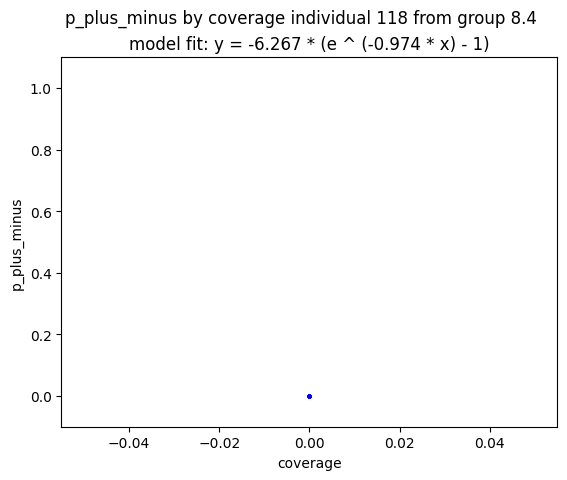 p_plus_minus by coverage individual 118 from group 8.4
model fit: y = -6.267 * (e ^ (-0.974 * x) - 1)
1.0
0.8
0.6
0.4
0.2
0.0
p_plus_minus
−0.04
−0.02
0.00
0.02
0.04
coverage